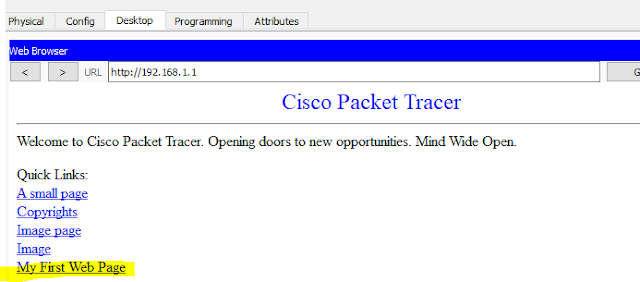 Physical Config Desktop Programming Attributes
Web Browser
< > URL http://192.168.1.1 G
Cisco Packet Tracer
Welcome to Cisco Packet Tracer. Opening doors to new opportunities. Mind Wide Open.
Quick Links:
A small page
Copyrights
Image page
Image
My First Web Page